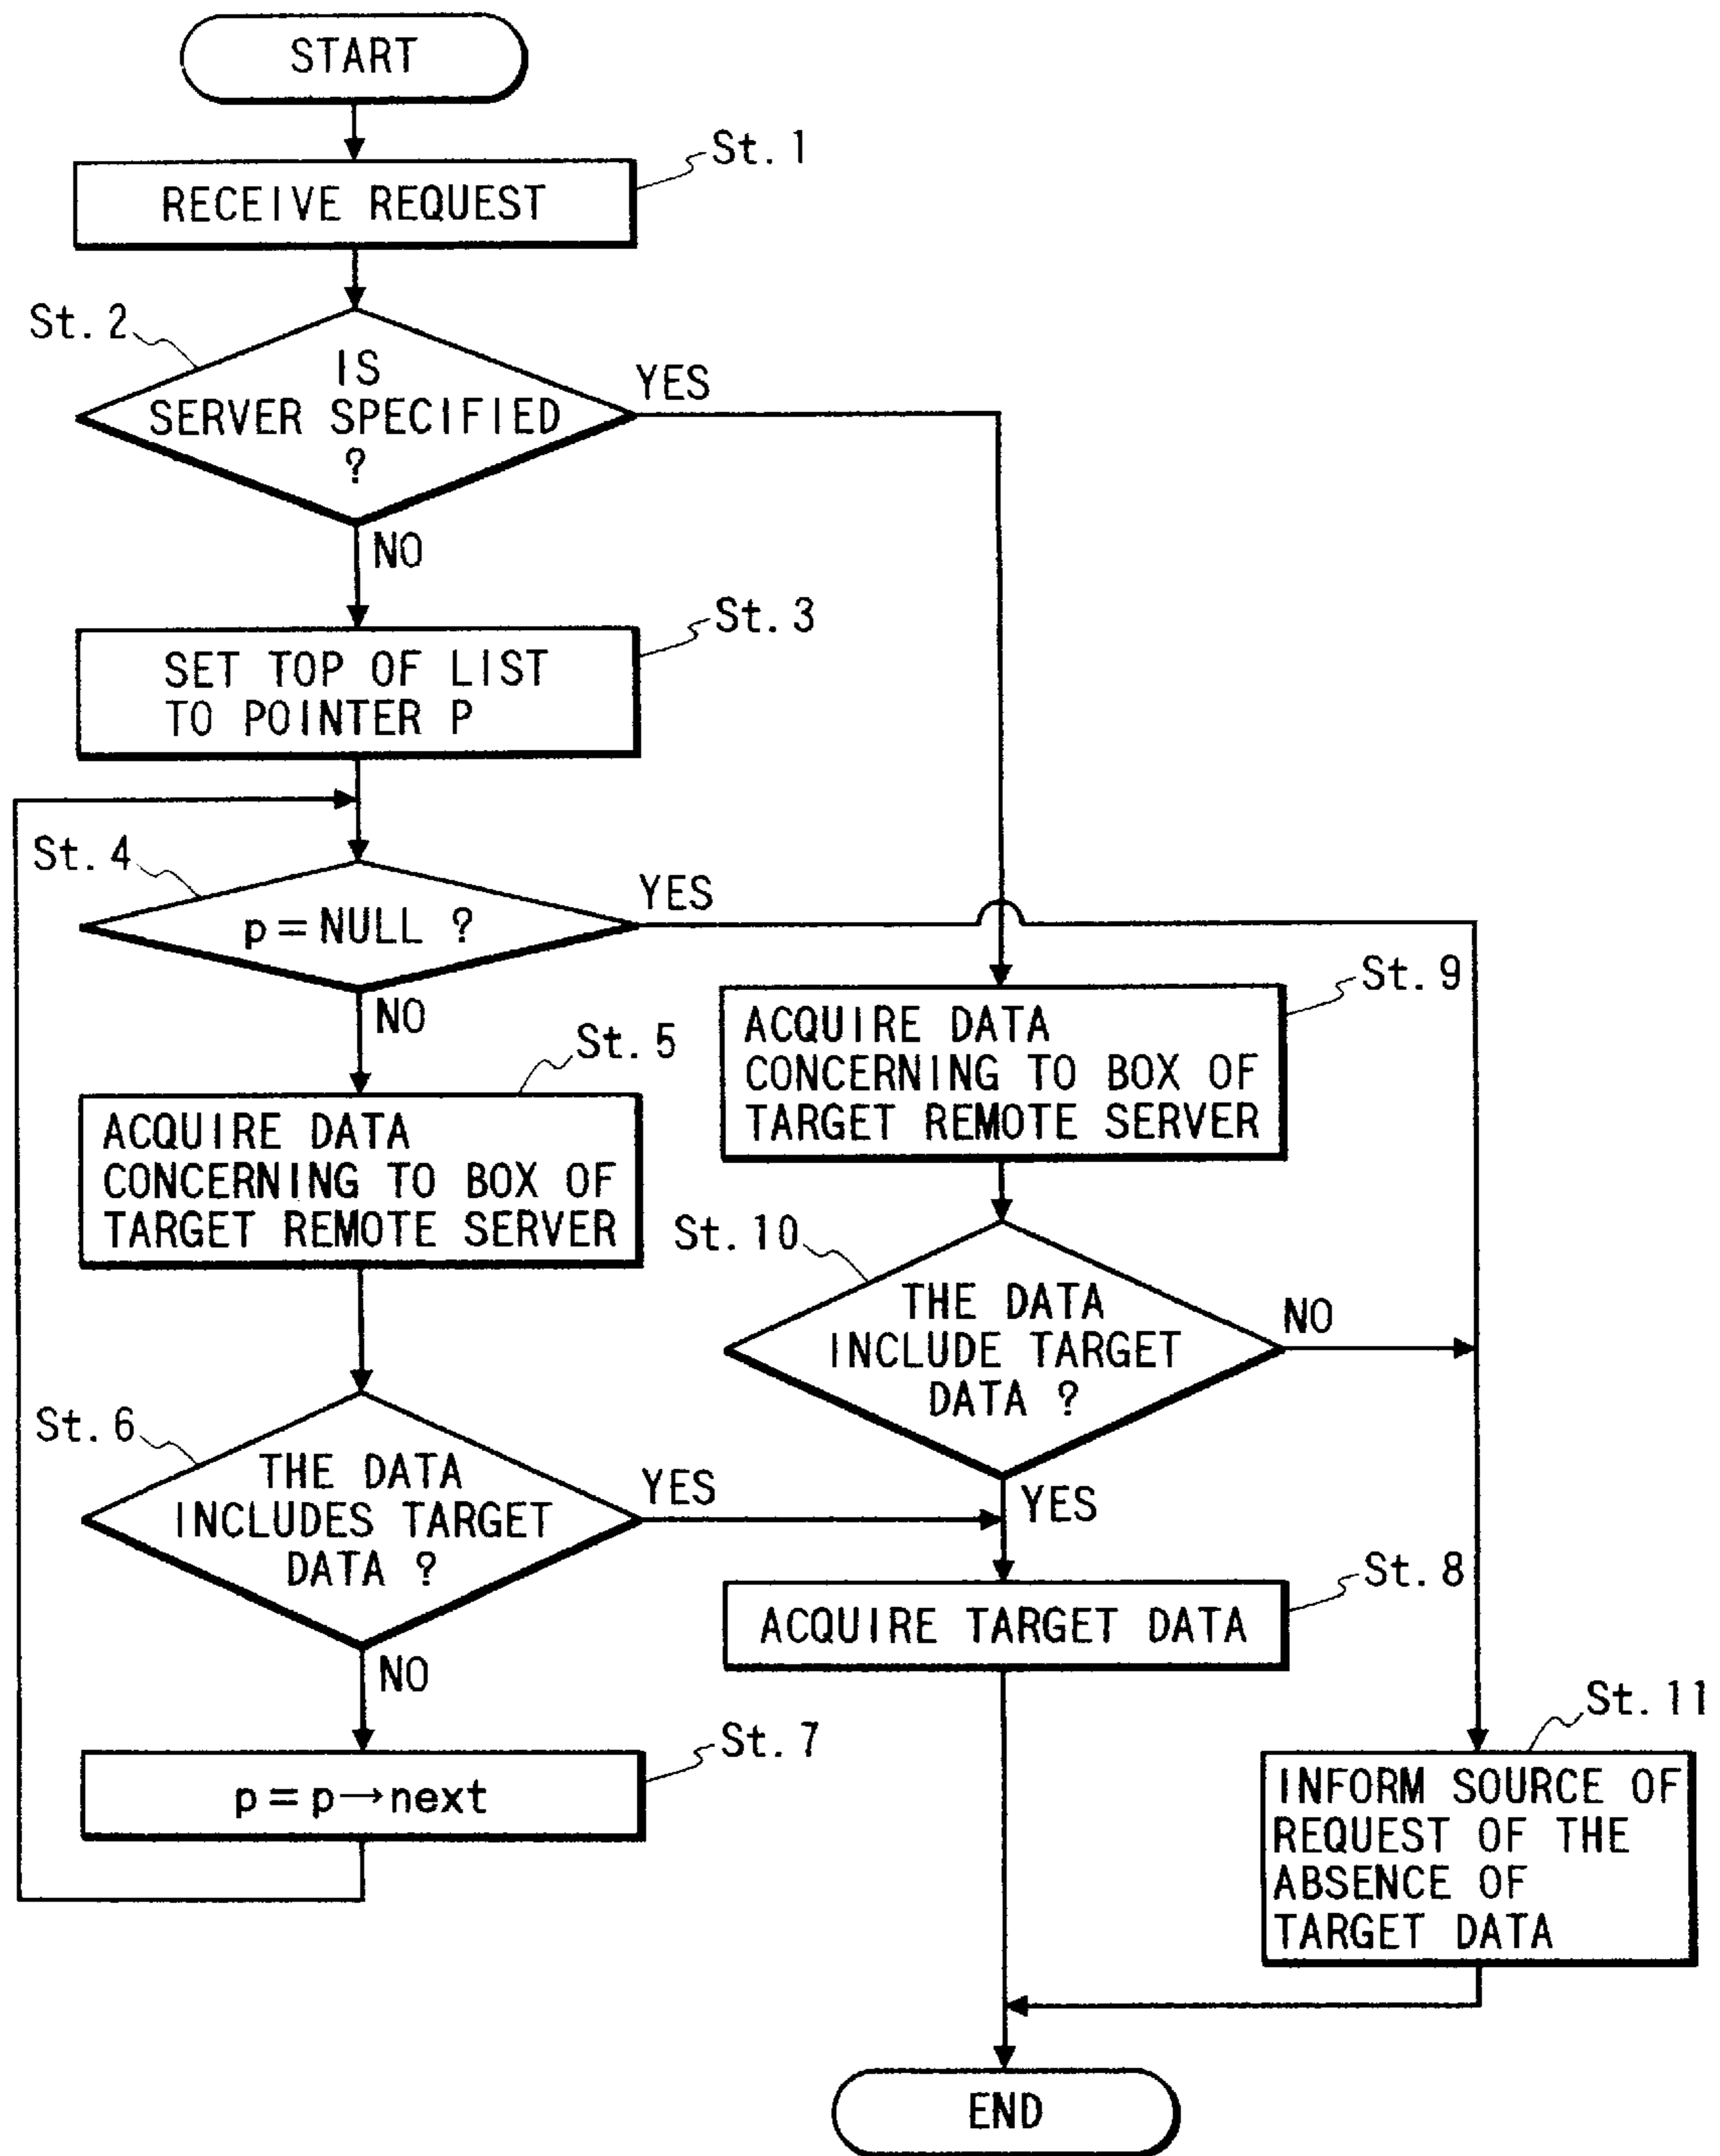 START
St. 1
RECEIVE REQUEST
St. 2
IS
SERVER SPECIFIED
?
YES
NO
St. 3
SET TOP OF LIST
TO POINTER P
St. 4
p = NULL ?
YES
NO
St. 5
ACQUIRE DATA
CONCERNING TO BOX OF
TARGET REMOTE SERVER
St. 9
ACQUIRE DATA
CONCERNING TO BOX OF
TARGET REMOTE SERVER
St. 10
THE DATA
INCLUDE TARGET
DATA ?
NO
YES
St. 6
THE DATA
INCLUDES TARGET
DATA ?
YES
NO
St. 8
ACQUIRE TARGET DATA
St. 7
p = p → next
St. 11
INFORM SOURCE OF
REQUEST OF THE
ABSENCE OF
TARGET DATA
END